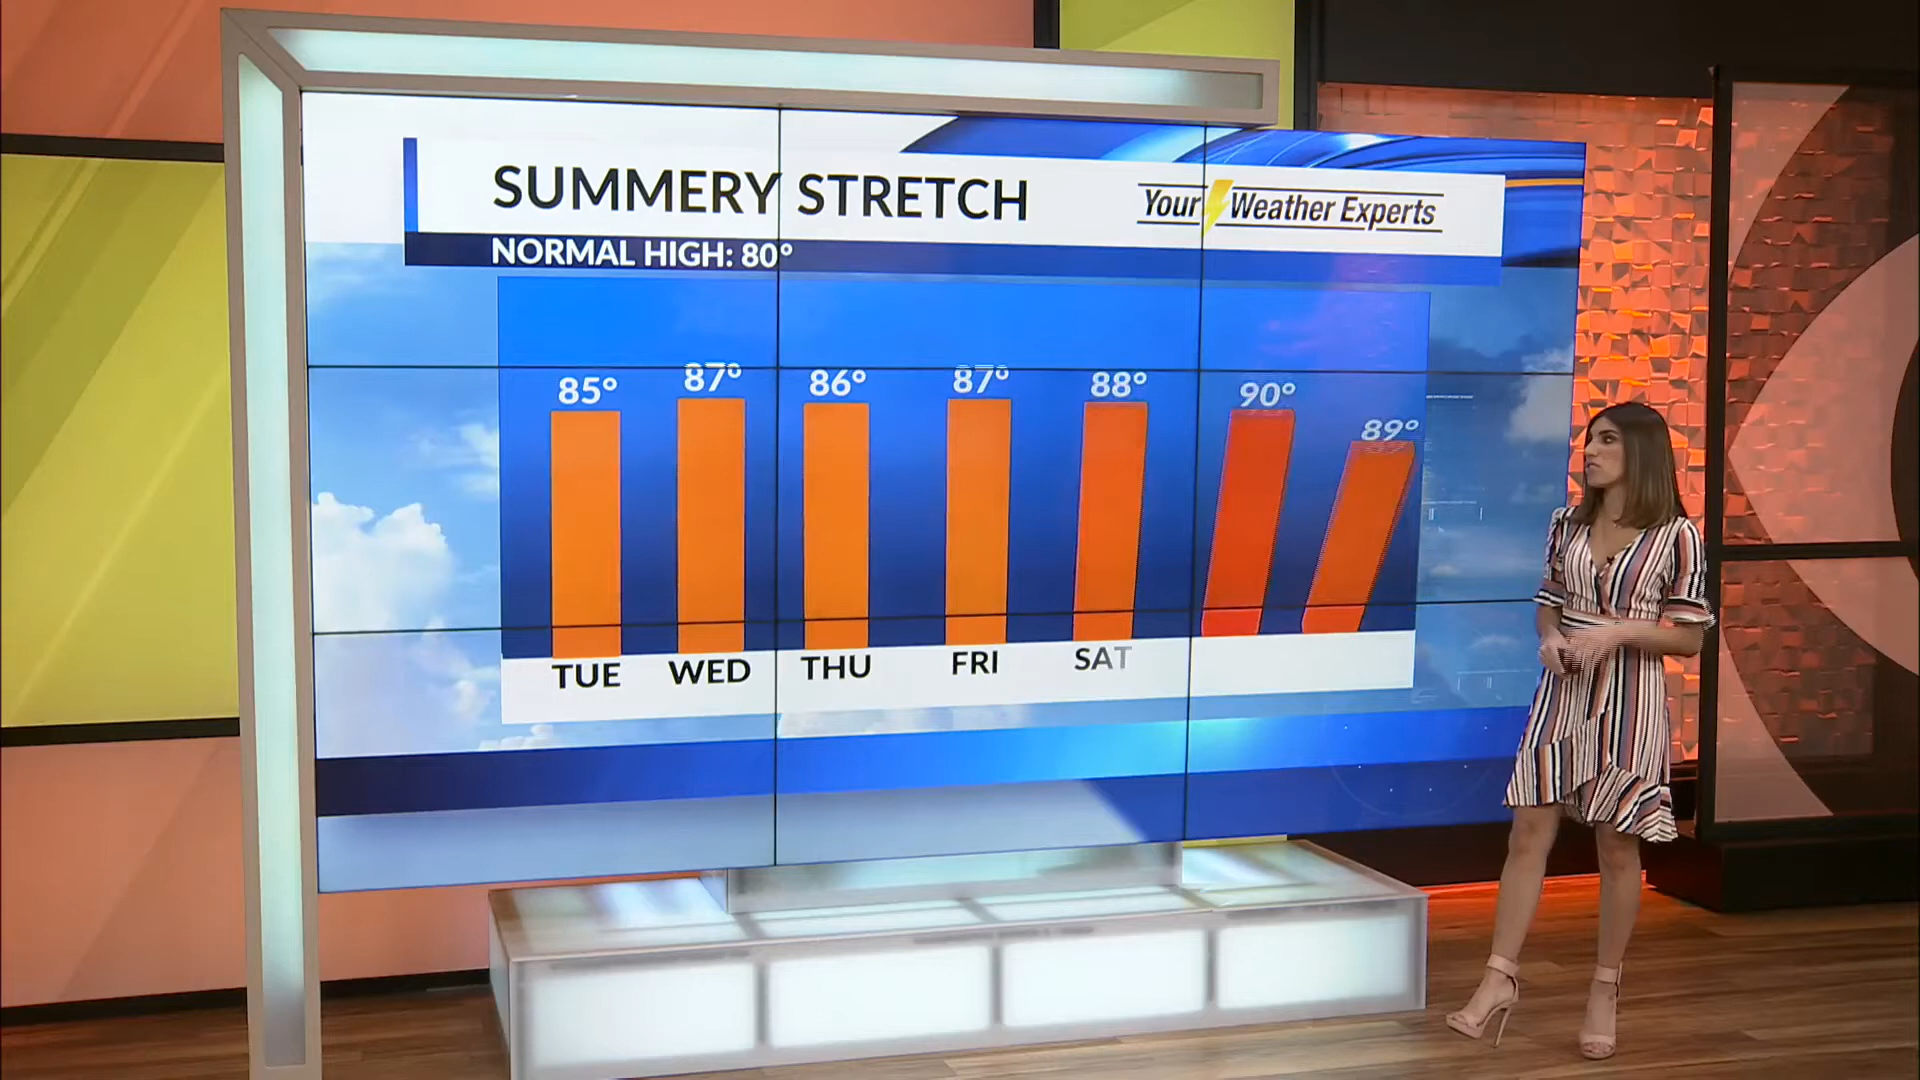 SUMMERY STRETCH
Your Weather Experts
NORMAL HIGH: 80°
85° 87° 86° 87° 88° 90° 89°
TUE WED THU FRI SAT